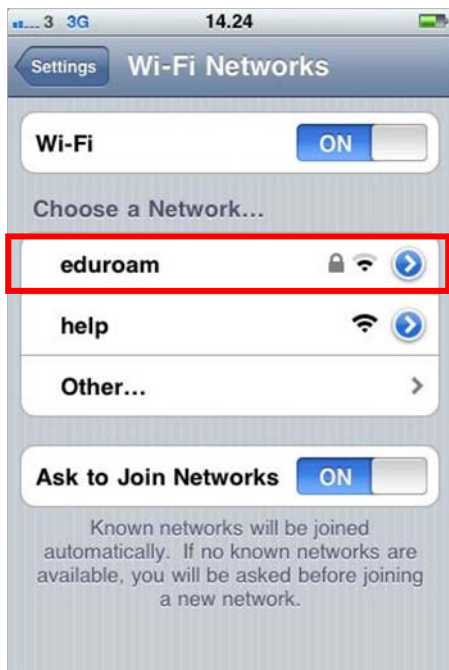 3 3G 14.24
Settings Wi-Fi Networks
Wi-Fi ON
Choose a Network...
eduroam
help
Other...
Ask to Join Networks ON
Known networks will be joined
automatically. If no known networks are
available, you will be asked before joining
a new network.